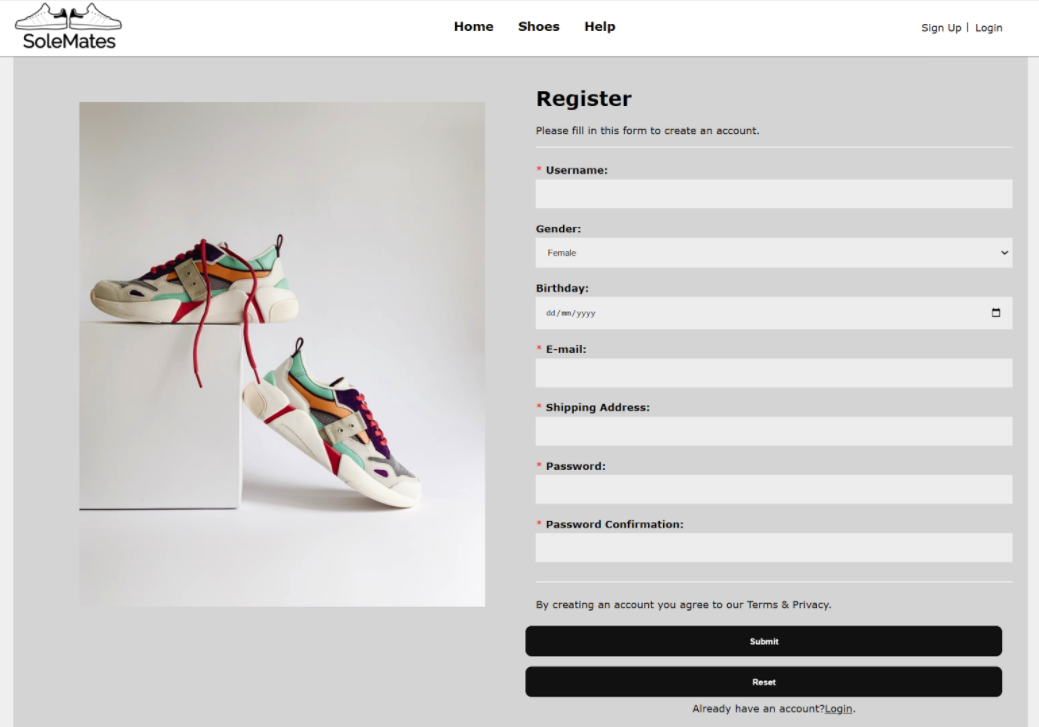 SoleMates
Home Shoes Help
Sign Up | Login
Register
Please fill in this form to create an account.
* Username:
Gender:
Female
Birthday:
dd/mm/yyyy
* E-mail:
* Shipping Address:
* Password:
* Password Confirmation:
By creating an account you agree to our Terms & Privacy.
Submit
Reset
Already have an account?Login.